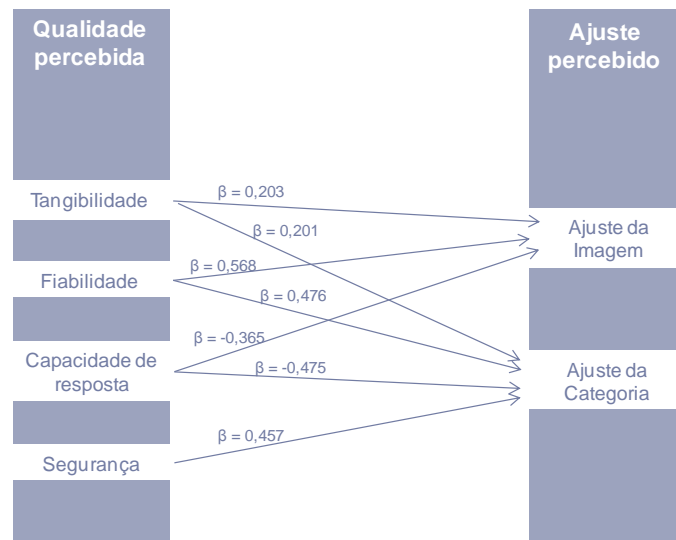 Qualidade
percebida
Ajuste
percebido
Tangibilidade
β = 0,203
β = 0,201
Ajuste da
Imagem
Fiabilidade
β = 0,568
β = 0,476
Capacidade de
resposta
β = -0,365
β = -0,475
Ajuste da
Categoria
Segurança
β = 0,457